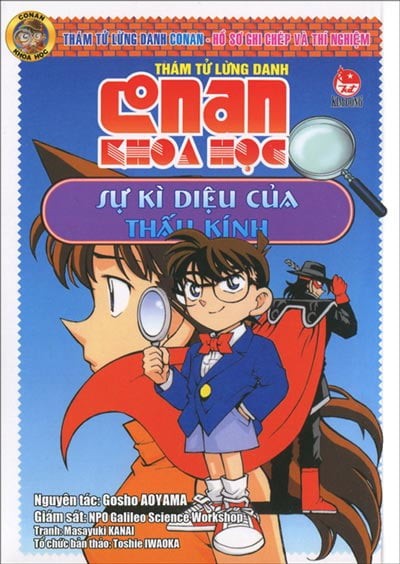 CONAN
KHOA HỌC
THÁM TỬ LỪNG DANH CONAN - HỒ SƠ GHI CHÉP VÀ THÍ NGHIỆM
THÁM TỬ LỪNG DANH
CONAN
KHOA HỌC
KIM ĐỒNG
SỰ KÌ DIỆU CỦA
THẤU KÍNH
Nguyên tác: Gosho AOYAMA
Giám sát: NPO Galileo Science Workshop
Tranh: Masayuki KANAI
Tổ chức bản thảo: Toshie IWAOKA